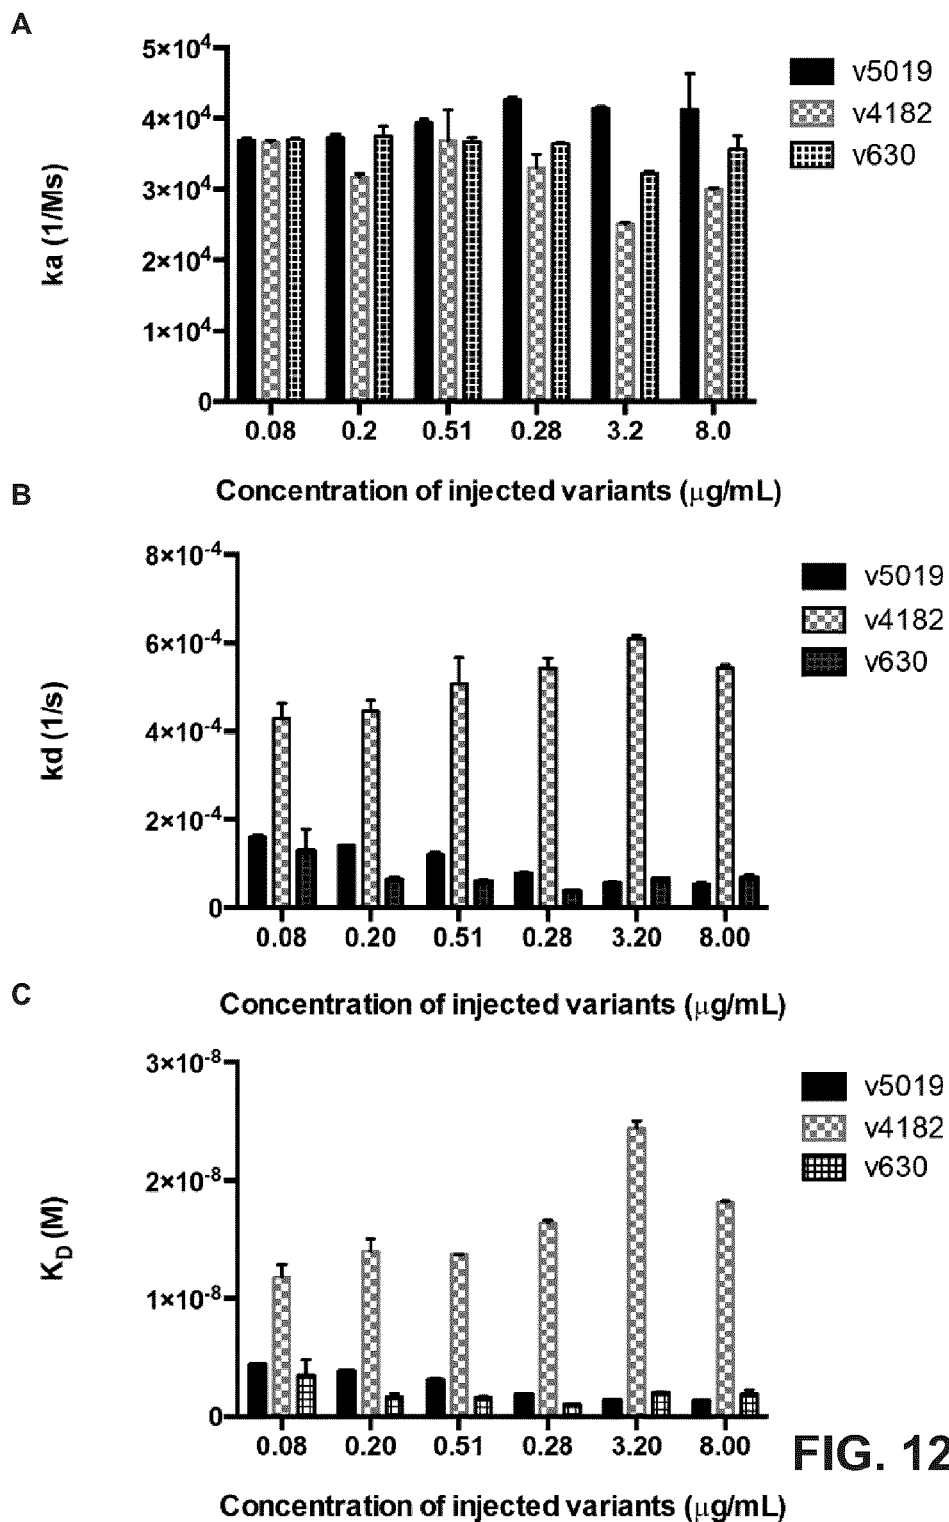 A
5×10⁴
4×10⁴
3×10⁴
2×10⁴
1×10⁴
0
ka (1/Ms)
v5019
v4182
v630
0.08 0.2 0.51 0.28 3.2 8.0
Concentration of injected variants (μg/mL)
B
8×10⁻⁴
6×10⁻⁴
4×10⁻⁴
2×10⁻⁴
0
kd (1/s)
v5019
v4182
v630
0.08 0.20 0.51 0.28 3.20 8.00
Concentration of injected variants (μg/mL)
C
3×10⁻⁸
2×10⁻⁸
1×10⁻⁸
0
K_D (M)
v5019
v4182
v630
0.08 0.20 0.51 0.28 3.20 8.00
Concentration of injected variants (μg/mL)
FIG. 12